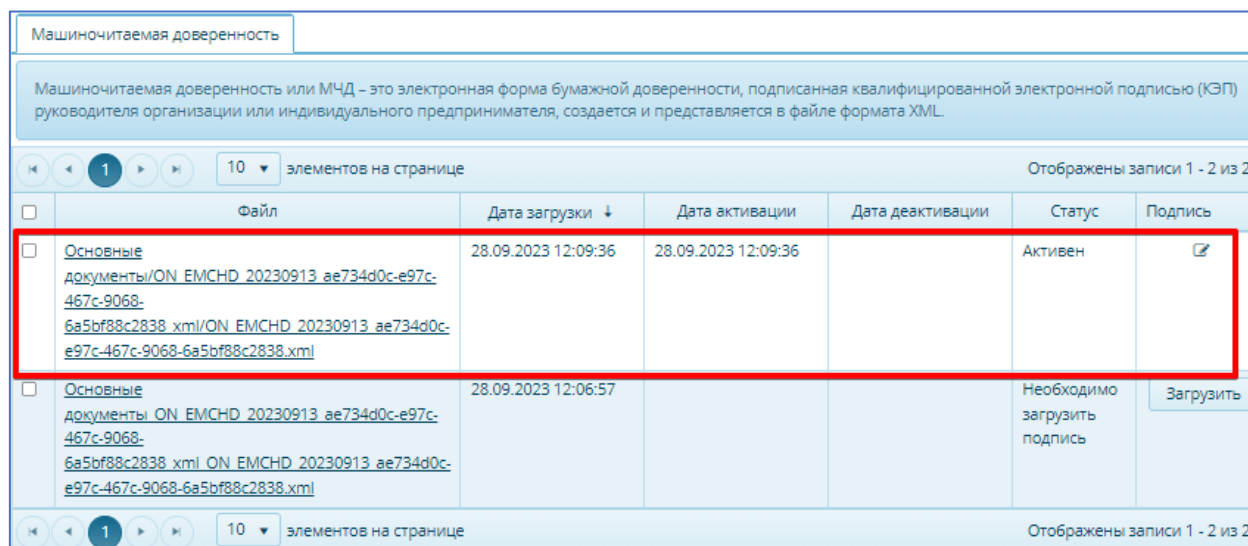 Машиночитаемая доверенность
Машиночитаемая доверенность или МЧД – это электронная форма бумажной доверенности, подписанная квалифицированной электронной подписью (КЭП)
руководителя организации или индивидуального предпринимателя, создается и представляется в файле формата XML.
1 10 элементов на странице Отображены записи 1 - 2 из 2
Файл Дата загрузки ↓ Дата активации Дата деактивации Статус Подпись
Основные 28.09.2023 12:09:36 28.09.2023 12:09:36 Активен
документы/ON_EMCHD_20230913_ae734d0c-e97c-
467c-9068-
6a5bf88c2838_xml/ON_EMCHD_20230913_ae734d0c-
e97c-467c-9068-6a5bf88c2838.xml
Основные 28.09.2023 12:06:57 Необходимо Загрузить
документы_ON_EMCHD_20230913_ae734d0c-e97c- загрузить
467c-9068- подпись
6a5bf88c2838_xml_ON_EMCHD_20230913_ae734d0c-
e97c-467c-9068-6a5bf88c2838.xml
1 10 элементов на странице Отображены записи 1 - 2 из 2